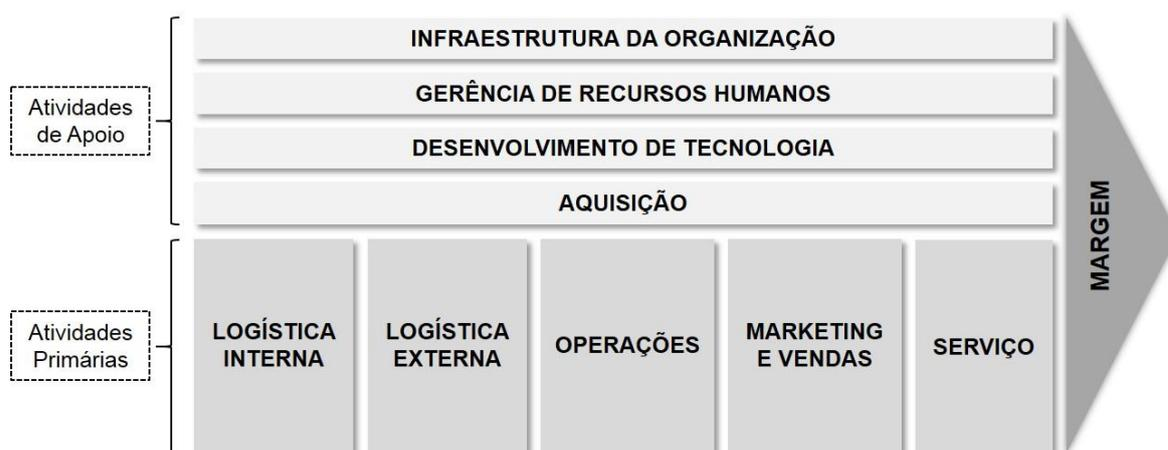 INFRAESTRUTURA DA ORGANIZAÇÃO
GERÊNCIA DE RECURSOS HUMANOS
DESENVOLVIMENTO DE TECNOLOGIA
AQUISIÇÃO
Atividades
de Apoio
LOGÍSTICA
INTERNA
LOGÍSTICA
EXTERNA
OPERAÇÕES
MARKETING
E VENDAS
SERVIÇO
Atividades
Primárias
MARGEM